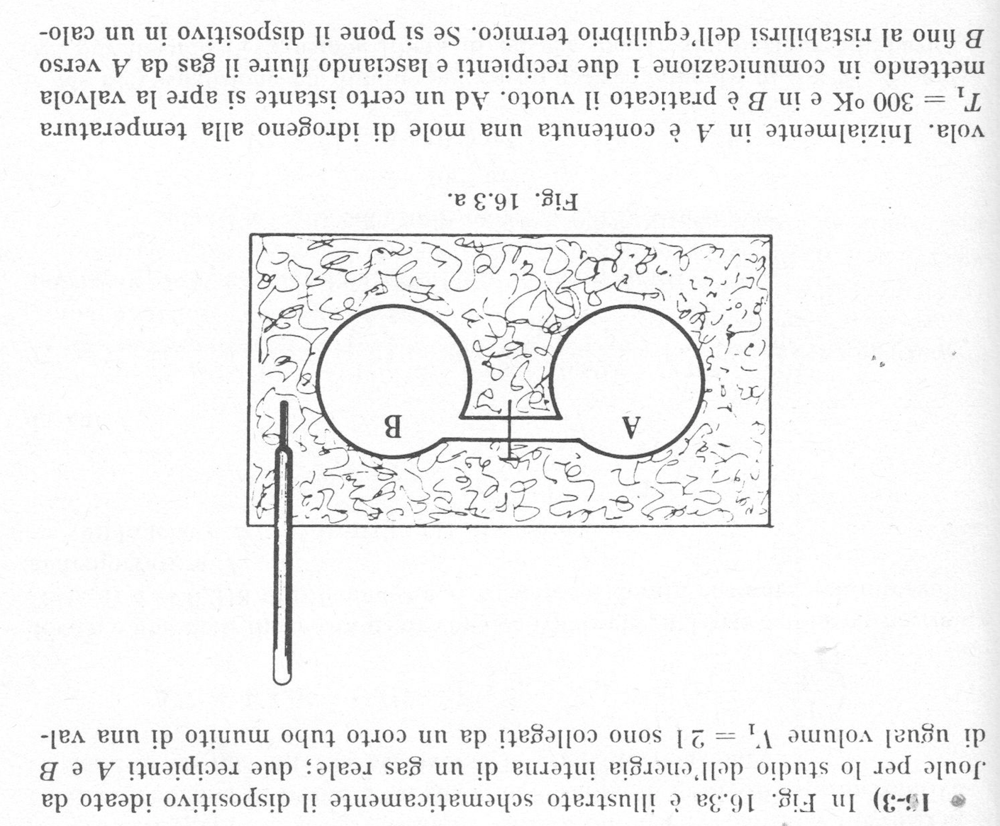 • 16-3) In Fig. 16.3a è illustrato schematicamente il dispositivo ideato da
Joule per lo studio dell'energia interna di un gas reale; due recipienti A e B
di ugual volume V₁ = 2 l sono collegati da un corto tubo munito di una val-
A
B
Fig. 16.3 a.
vola. Inizialmente in A è contenuta una mole di idrogeno alla temperatura
T₁ = 300 °K e in B è praticato il vuoto. Ad un certo istante si apre la valvola
mettendo in comunicazione i due recipienti e lasciando fluire il gas da A verso
B fino al ristabilirsi dell'equilibrio termico. Se si pone il dispositivo in un calo-